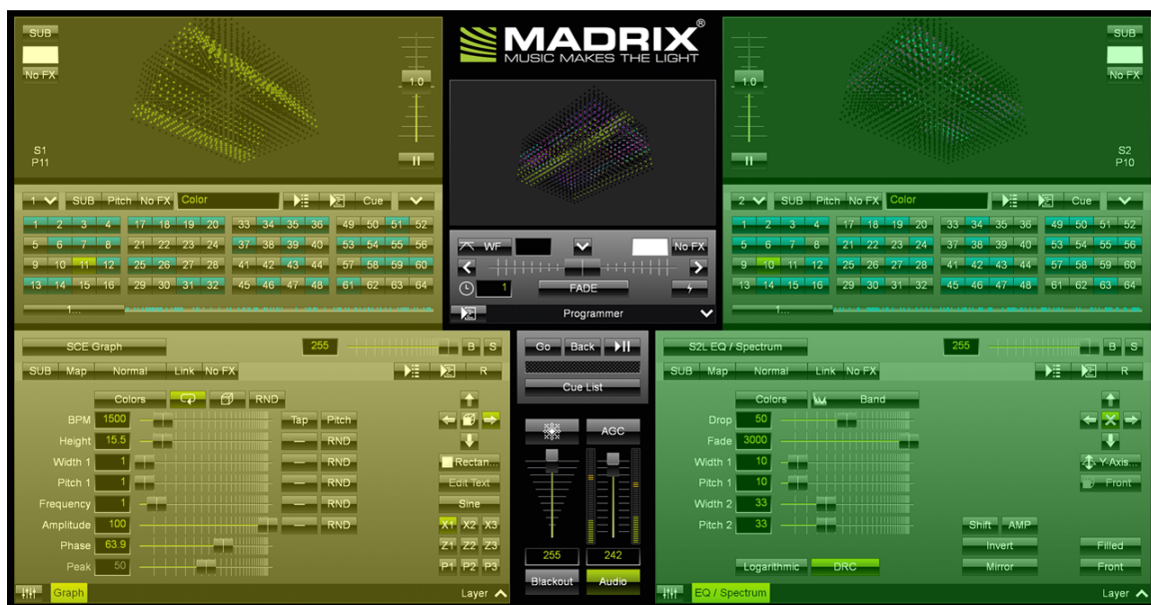 SUB
No FX
1.0
S1
P11
MADRIX®
MUSIC MAKES THE LIGHT
SUB
No FX
1.0
S2
P10
1 SUB Pitch No FX Color Cue
1 2 3 4 17 18 19 20 33 34 35 36 49 50 51 52
5 6 7 8 21 22 23 24 37 38 39 40 53 54 55 56
9 10 11 12 25 26 27 28 41 42 43 44 57 58 59 60
13 14 15 16 29 30 31 32 45 46 47 48 61 62 63 64
1...
WF No FX
1 FADE
Programmer
2 SUB Pitch No FX Color Cue
1 2 3 4 17 18 19 20 33 34 35 36 49 50 51 52
5 6 7 8 21 22 23 24 37 38 39 40 53 54 55 56
9 10 11 12 25 26 27 28 41 42 43 44 57 58 59 60
13 14 15 16 29 30 31 32 45 46 47 48 61 62 63 64
1...
SCE Graph 255 B S
SUB Map Normal Link No FX R
Colors RND
BPM 1500 Tap Pitch
Height 15.5 RND
Width 1 1 RND Rectan...
Pitch 1 1 RND Edit Text
Frequency 1 RND Sine
Amplitude 100 RND X1 X2 X3
Phase 63.9 Z1 Z2 Z3
Peak 50 P1 P2 P3
Graph Layer
Go Back
Cue List
AGC
255 242
Blackout Audio
S2L EQ / Spectrum 255 B S
SUB Map Normal Link No FX R
Colors Band
Drop 50
Fade 3000
Width 1 10 Y-Axis...
Pitch 1 10 Front
Width 2 33
Pitch 2 33 Shift AMP
Invert Filled
Logarithmic DRC Mirror Front
EQ / Spectrum Layer